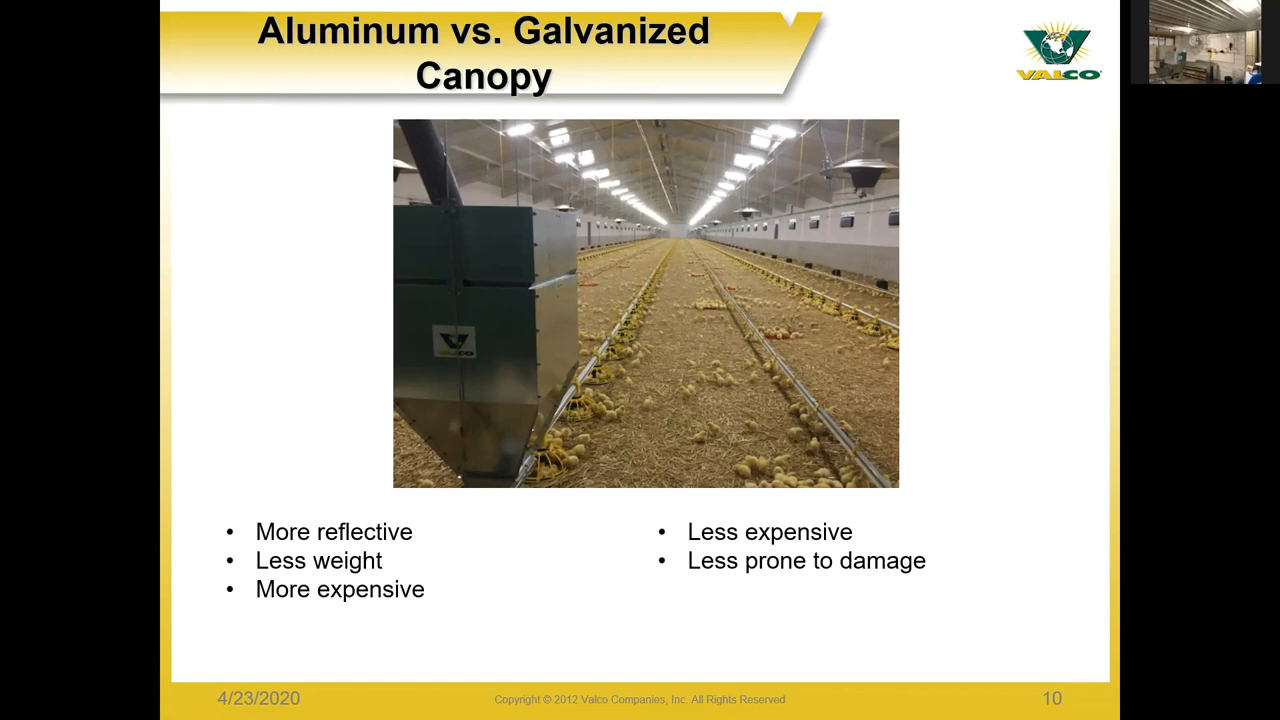 Aluminum vs. Galvanized
Canopy
VALCO
VALCO
• More reflective
• Less weight
• More expensive
• Less expensive
• Less prone to damage
4/23/2020
Copyright © 2012 Valco Companies, Inc. All Rights Reserved
10